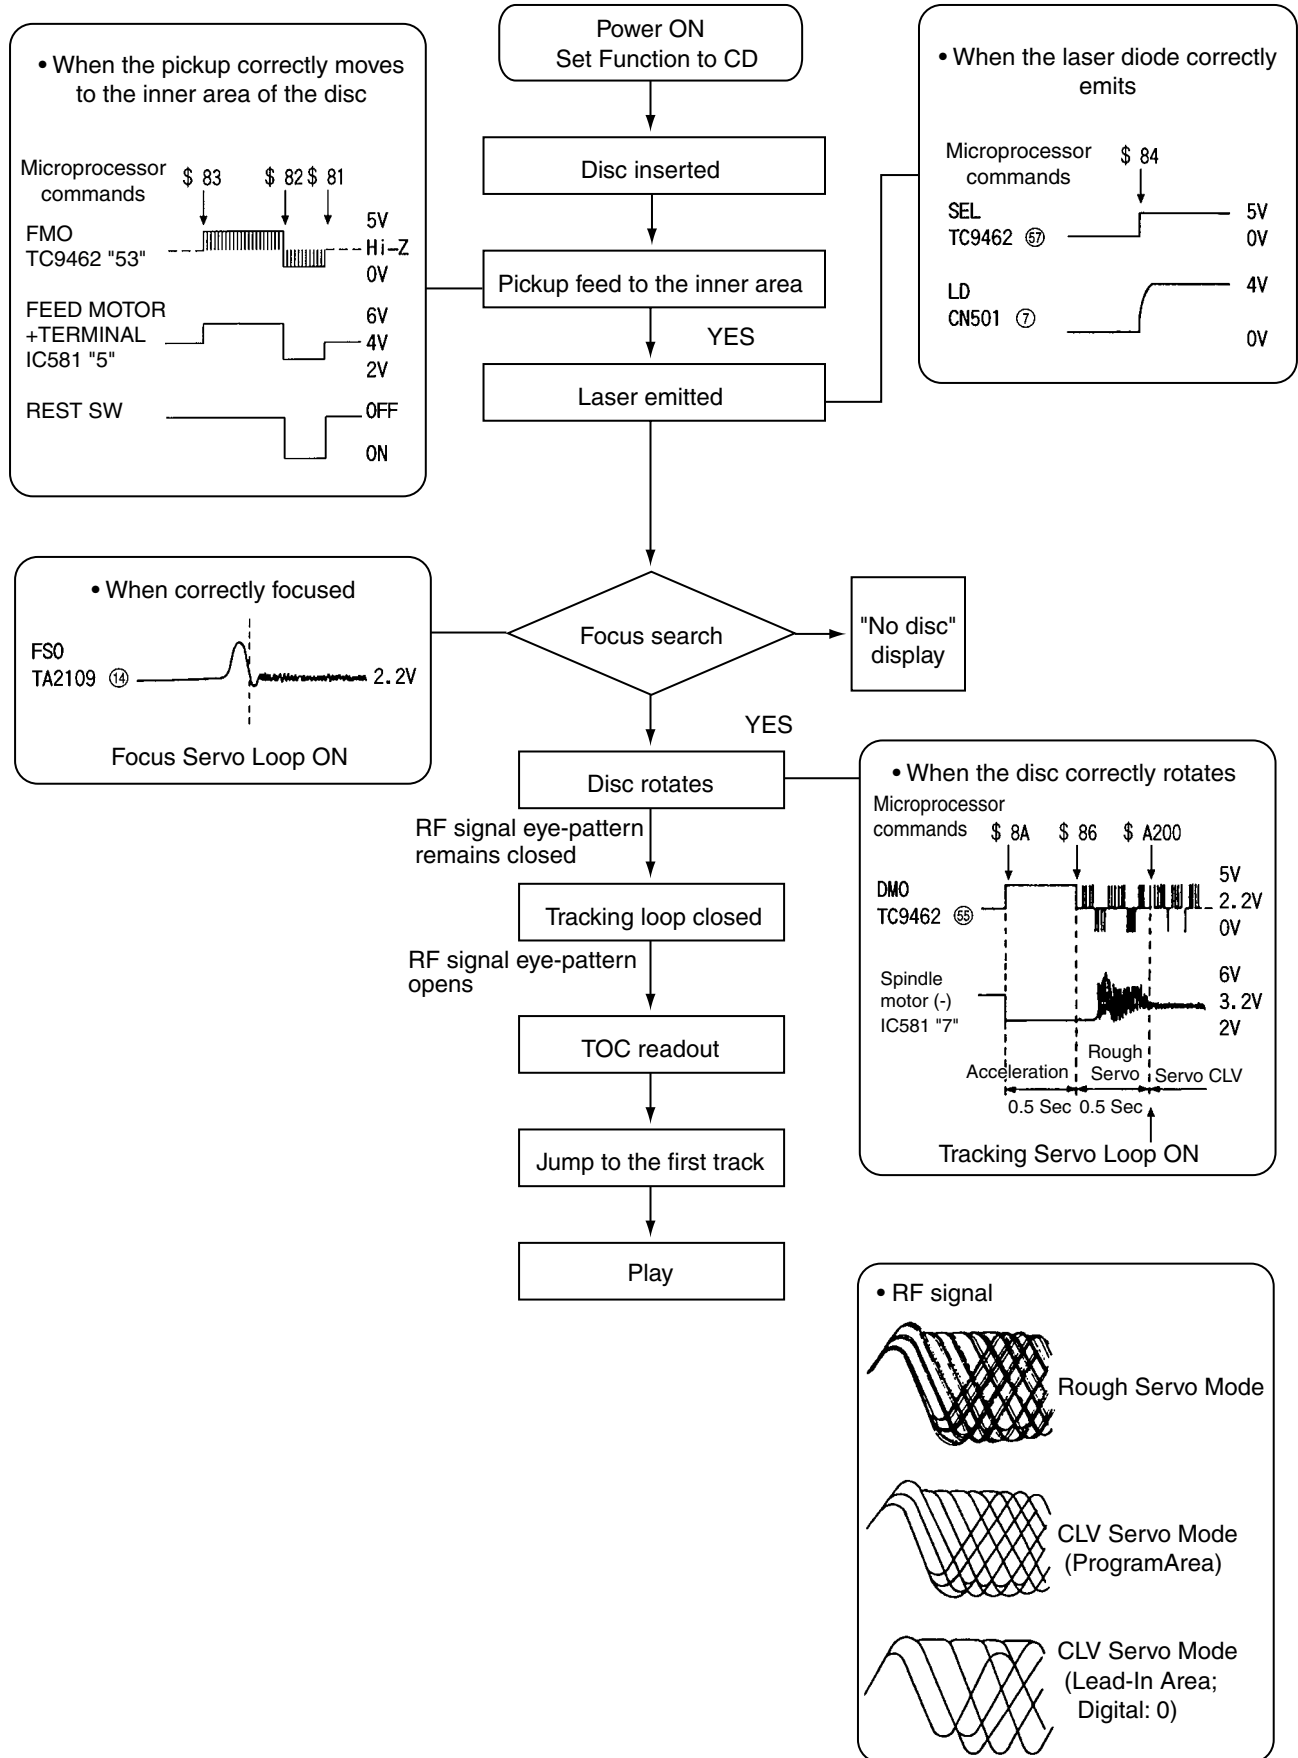 Power ON
Set Function to CD
• When the pickup correctly moves
to the inner area of the disc
Microprocessor
commands
$ 83 $ 82 $ 81
FMO
TC9462 "53"
5V
Hi-Z
0V
FEED MOTOR
+TERMINAL
IC581 "5"
6V
4V
2V
REST SW
OFF
ON
• When the laser diode correctly
emits
Microprocessor
commands
$ 84
SEL
TC9462 57
5V
0V
LD
CN501 7
4V
0V
Disc inserted
Pickup feed to the inner area
YES
Laser emitted
• When correctly focused
FSO
TA2109 14
2.2V
Focus Servo Loop ON
Focus search
"No disc"
display
YES
Disc rotates
RF signal eye-pattern
remains closed
Tracking loop closed
RF signal eye-pattern
opens
TOC readout
Jump to the first track
Play
• When the disc correctly rotates
Microprocessor
commands
$ 8A $ 86 $ A200
DMO
TC9462 55
5V
2.2V
0V
Spindle
motor (-)
IC581 "7"
6V
3.2V
2V
Acceleration
Rough
Servo
Servo CLV
0.5 Sec 0.5 Sec
Tracking Servo Loop ON
• RF signal
Rough Servo Mode
CLV Servo Mode
(ProgramArea)
CLV Servo Mode
(Lead-In Area;
Digital: 0)